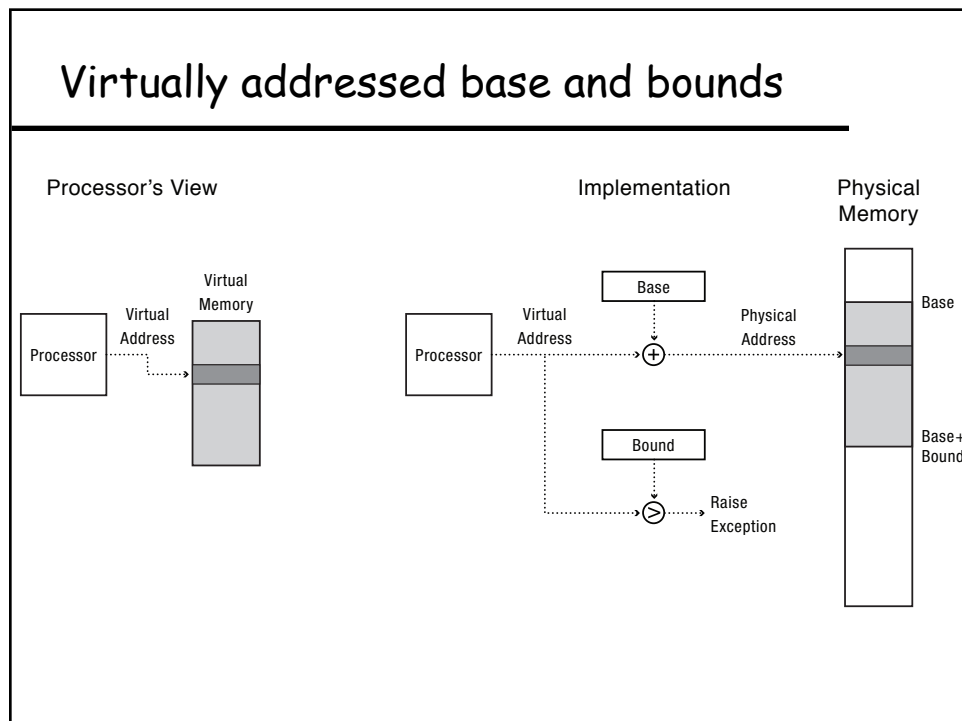 Virtually addressed base and bounds
Processor's View
Implementation
Physical
Memory
Virtual
Memory
Virtual
Address
Processor
Base
Virtual
Address
Physical
Address
Processor
+
Bound
>
Raise
Exception
Base
Base+
Bound